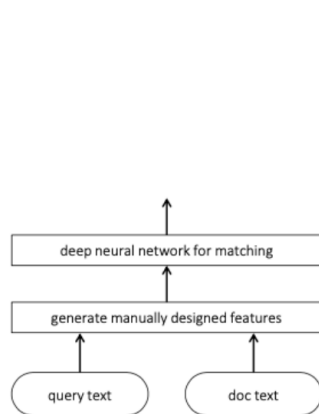 deep neural network for matching
generate manually designed features
query text
doc text